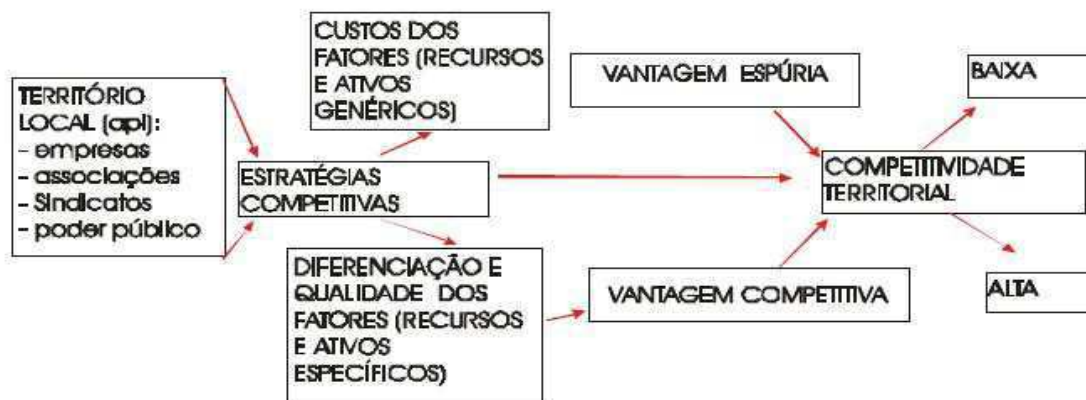 TERRITÓRIO
LOCAL (apl):
- empresas
- associações
- Sindicatos
- poder público
ESTRATÉGIAS
COMPETITIVAS
CUSTOS DOS
FATORES (RECURSOS
E ATIVOS
GENÉRICOS)
DIFERENCIAÇÃO E
QUALIDADE DOS
FATORES (RECURSOS
E ATIVOS
ESPECÍFICOS)
VANTAGEM ESPÚRIA
VANTAGEM COMPETITIVA
COMPETITIVIDADE
TERRITORIAL
BAIXA
ALTA